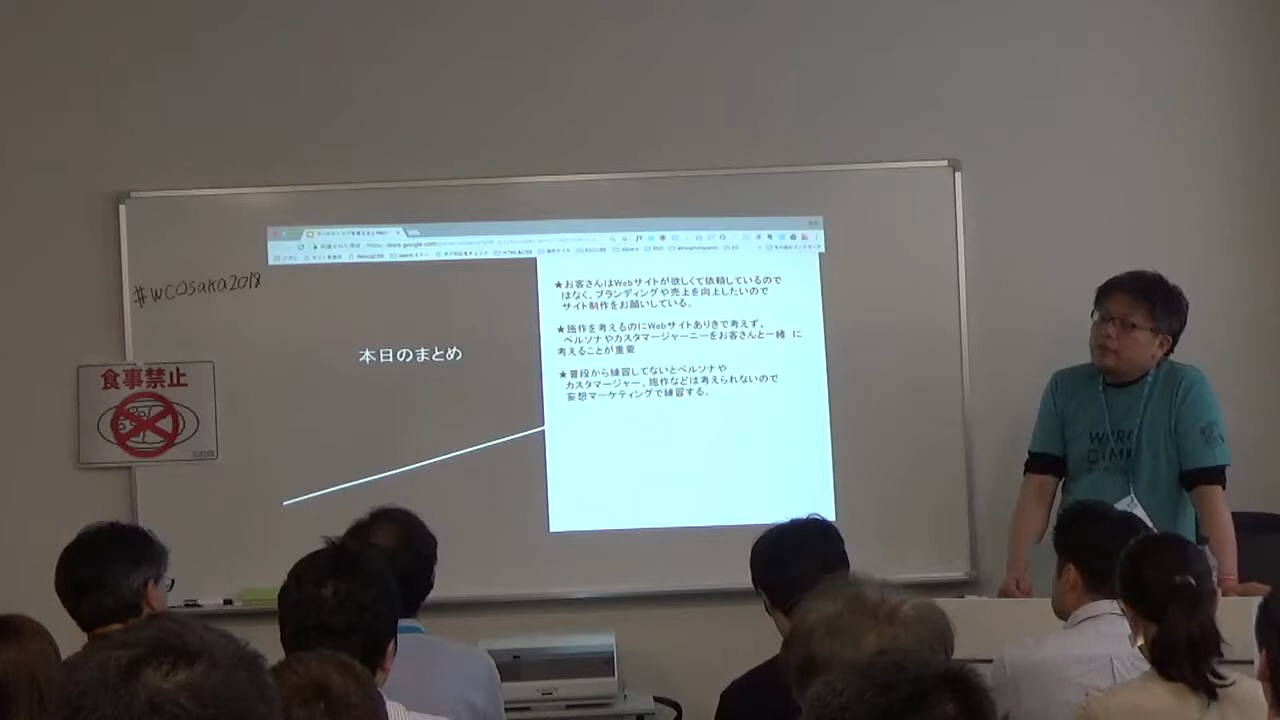 #wcosaka2018
食事禁止
本日のまとめ
★お客さんはWebサイトが欲しくて依頼しているので
はなく、ブランディングや売上を向上したいので
サイト制作をお願いしている。
★施作を考えるのにWebサイトありきで考えず、
ペルソナやカスタマージャーニーをお客さんと一緒 に
考えることが重要
★普段から練習してないとペルソナや
カスタマージャー、施作などは考えられないので
妄想マーケティングで練習する。
WORD
CAMP